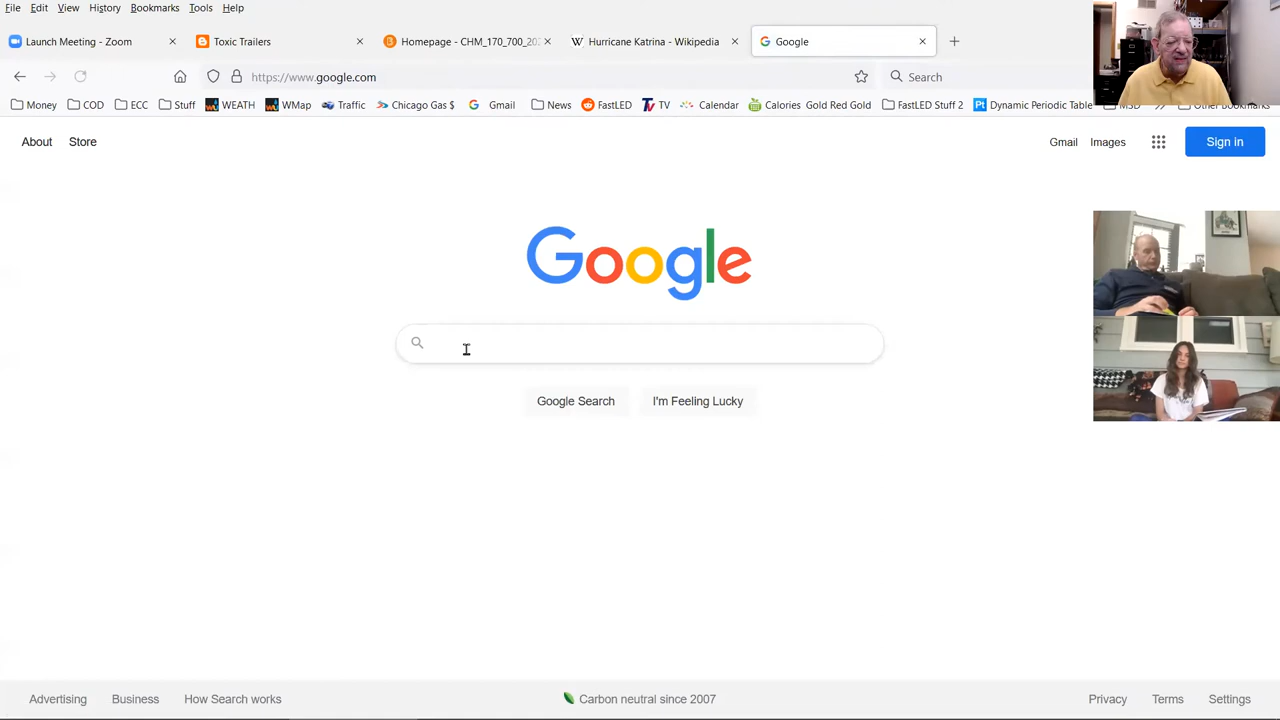 File Edit View History Bookmarks Tools Help
Launch Meeting - Zoom Toxic Trailers CHM_1 Hurricane Katrina - Wikipedia Google
https://www.google.com Search
Money COD ECC Stuff WEATH WMap Traffic Chicago Gas $ Gmail News FastLED TV Calendar Calories Gold Red Gold FastLED Stuff 2 Dynamic Periodic Table Other Bookmarks
About Store Gmail Images Sign in
Google
Google Search I'm Feeling Lucky
Advertising Business How Search works Carbon neutral since 2007 Privacy Terms Settings